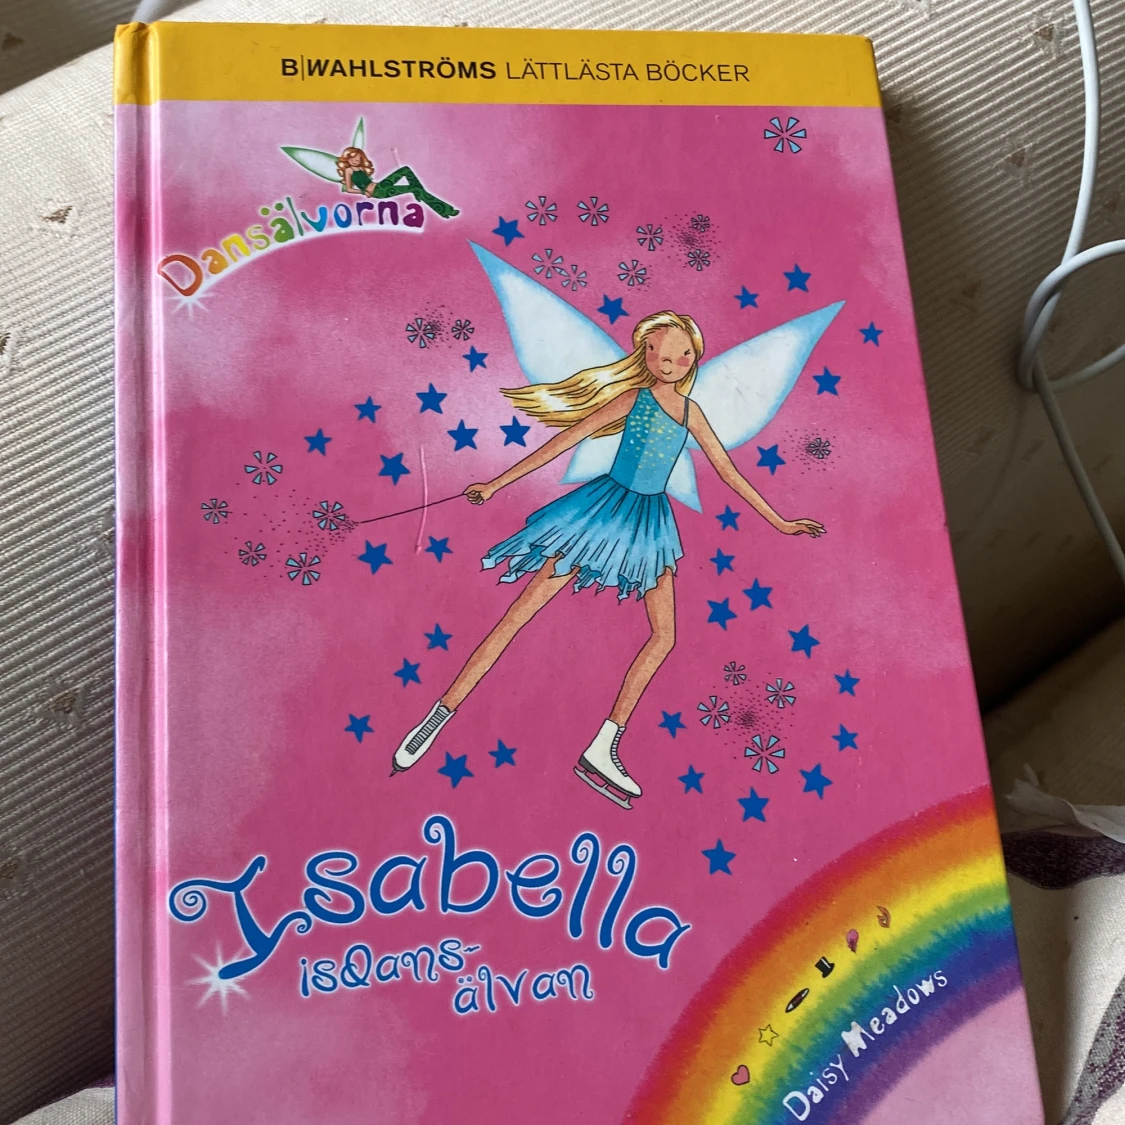 B|WAHLSTRÖMS LÄTTLÄSTA BÖCKER
Dansälvorna
Isabella
isdans-
älvan
Daisy Meadows